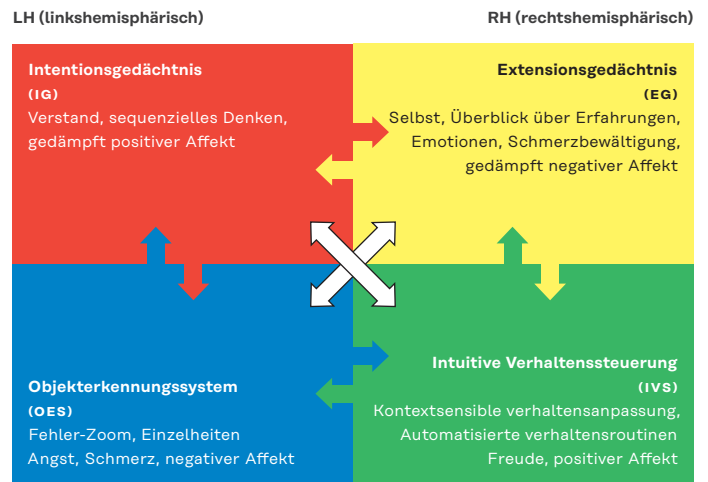 LH (linkshemisphärisch)
RH (rechtshemisphärisch)
Intentionsgedächtnis
(IG)
Verstand, sequenzielles Denken,
gedämpft positiver Affekt
Extensionsgedächtnis
(EG)
Selbst, Überblick über Erfahrungen,
Emotionen, Schmerzbewältigung,
gedämpft negativer Affekt
Objekterkennungssystem
(OES)
Fehler-Zoom, Einzelheiten
Angst, Schmerz, negativer Affekt
Intuitive Verhaltenssteuerung
(IVS)
Kontextsensible verhaltensanpassung,
Automatisierte verhaltensroutinen
Freude, positiver Affekt